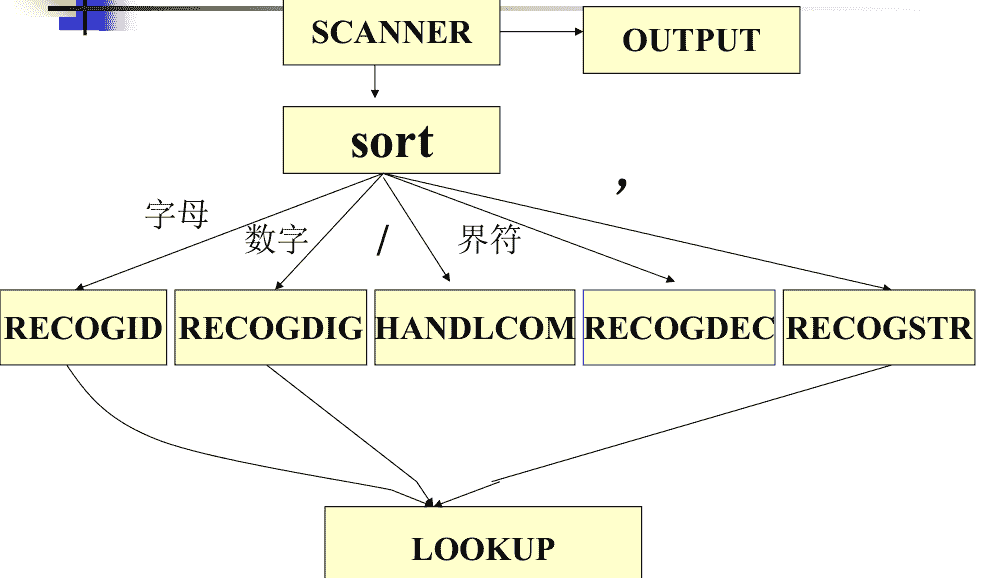 SCANNER
OUTPUT
sort
,
字母
数字
/
界符
RECOGID
RECOGDIG
HANDLCOM
RECOGDEC
RECOGSTR
LOOKUP